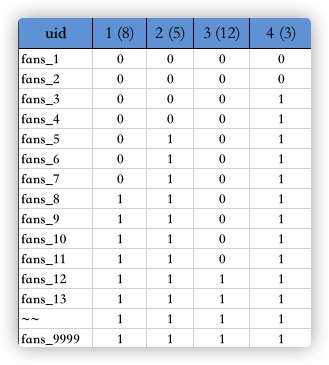 uid 1 (8) 2 (5) 3 (12) 4 (3)
fans_1 0 0 0 0
fans_2 0 0 0 0
fans_3 0 0 0 1
fans_4 0 0 0 1
fans_5 0 1 0 1
fans_6 0 1 0 1
fans_7 0 1 0 1
fans_8 1 1 0 1
fans_9 1 1 0 1
fans_10 1 1 0 1
fans_11 1 1 0 1
fans_12 1 1 1 1
fans_13 1 1 1 1
~~ 1 1 1 1
fans_9999 1 1 1 1